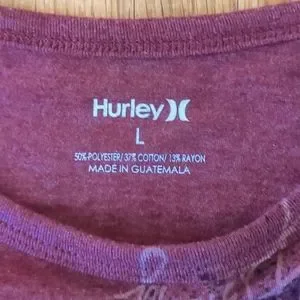 Hurley
L
50% POLYESTER/ 37% COTTON/ 13% RAYON
MADE IN GUATEMALA